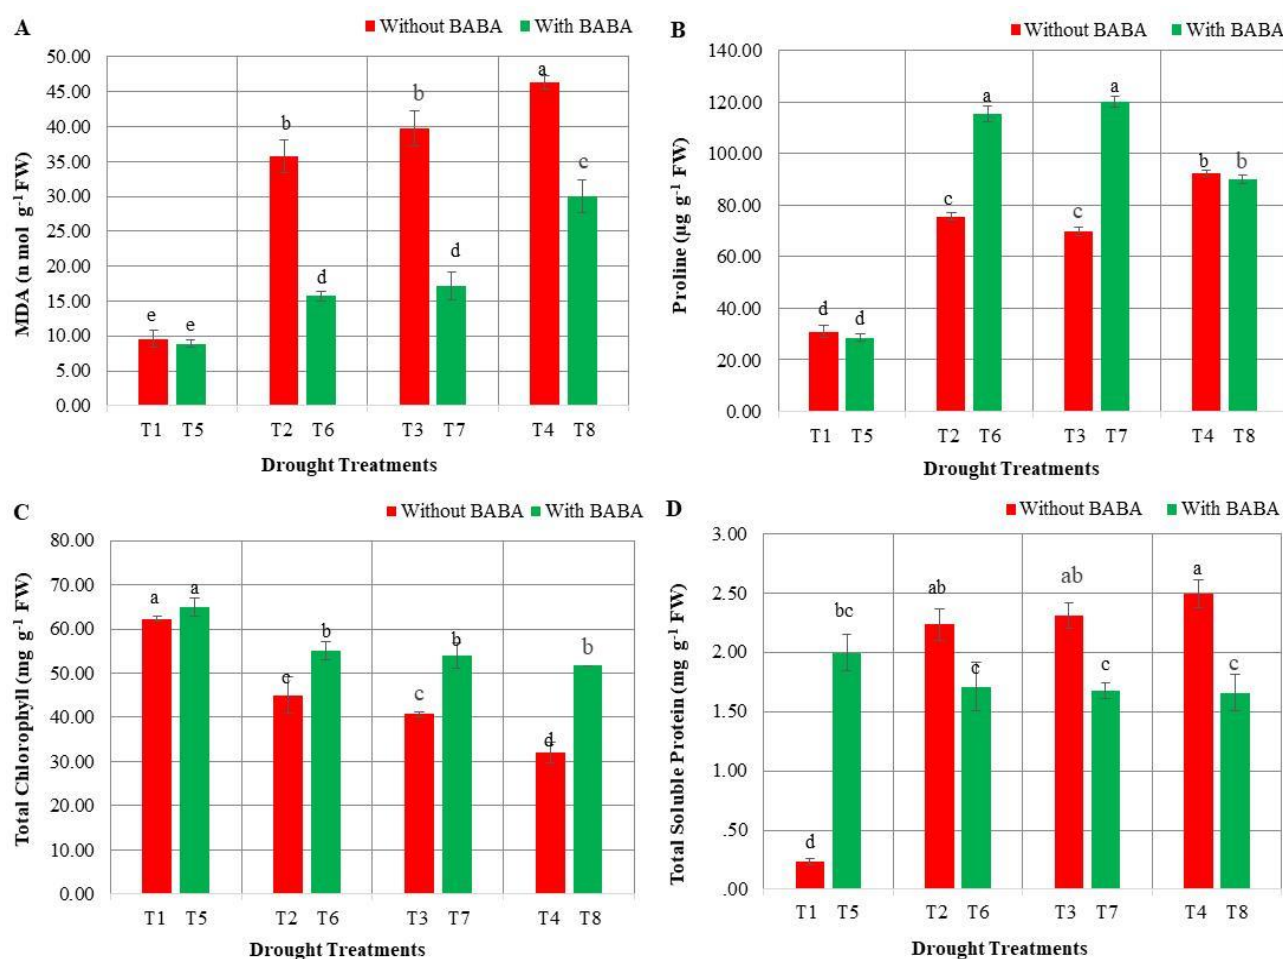 A
Without BABA With BABA
50.00
45.00
40.00
35.00
30.00
25.00
20.00
15.00
10.00
5.00
0.00
MDA (n mol g-1 FW)
e e b d b d a c
T1 T5 T2 T6 T3 T7 T4 T8
Drought Treatments
B
Without BABA With BABA
140.00
120.00
100.00
80.00
60.00
40.00
20.00
0.00
Proline (µg g-1 FW)
d d c a c a b b
T1 T5 T2 T6 T3 T7 T4 T8
Drought Treatments
C
Without BABA With BABA
80.00
70.00
60.00
50.00
40.00
30.00
20.00
10.00
0.00
Total Chlorophyll (mg g-1 FW)
a a c b c b d b
T1 T5 T2 T6 T3 T7 T4 T8
Drought Treatments
D
Without BABA With BABA
3.00
2.50
2.00
1.50
1.00
.50
.00
Total Soluble Protein (mg g-1 FW)
d bc ab c ab c a c
T1 T5 T2 T6 T3 T7 T4 T8
Drought Treatments